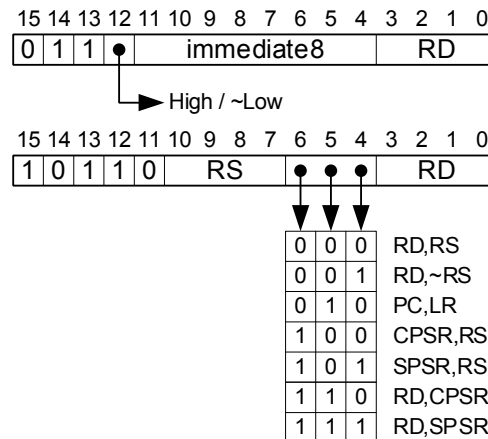 15 14 13 12 11 10 9 8 7 6 5 4 3 2 1 0
0 1 1 immediate8 RD
High / ~Low
15 14 13 12 11 10 9 8 7 6 5 4 3 2 1 0
1 0 1 1 0 RS RD
0 0 0 RD,RS
0 0 1 RD,~RS
0 1 0 PC,LR
1 0 0 CPSR,RS
1 0 1 SPSR,RS
1 1 0 RD,CPSR
1 1 1 RD,SPSR